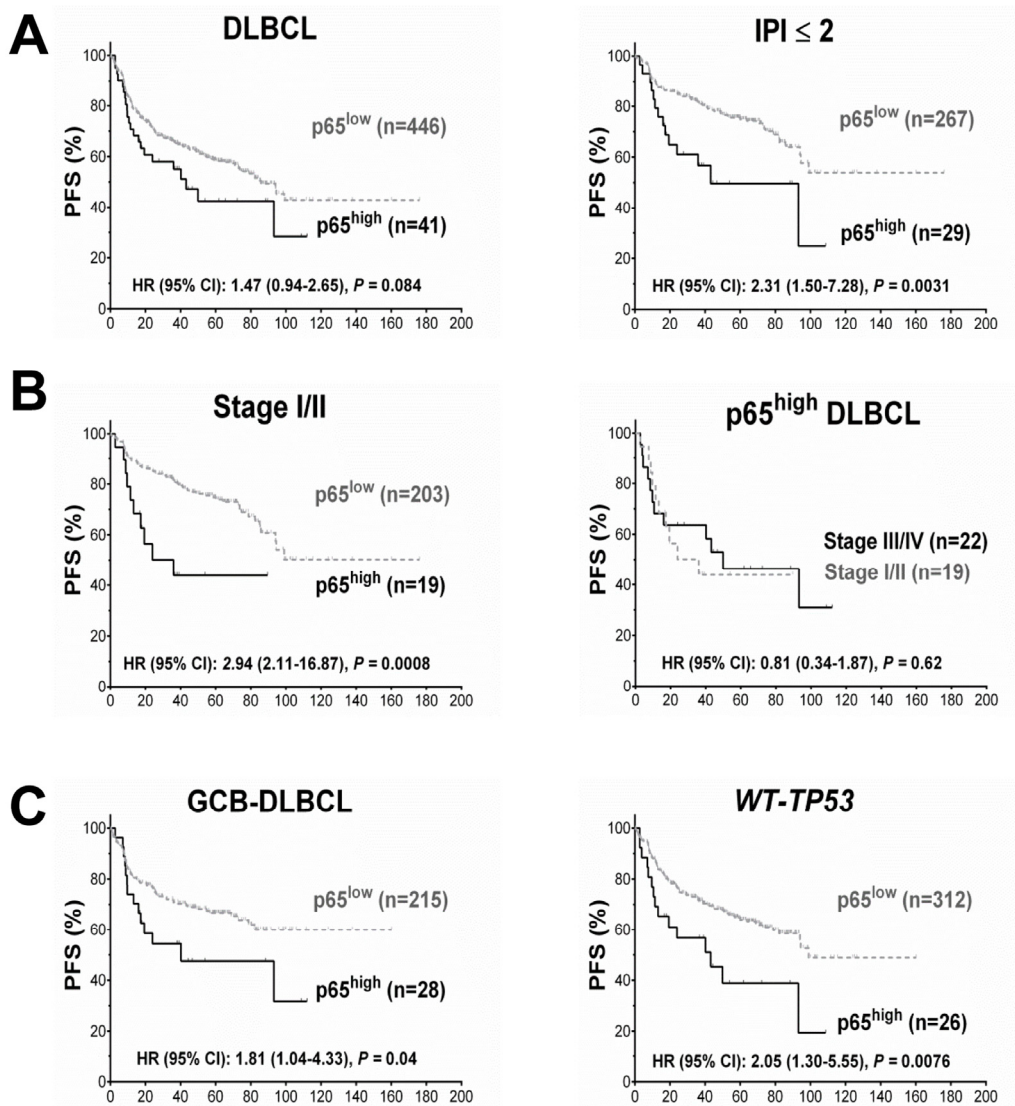 A
DLBCL
PFS (%)
100
80
60
40
20
0
p65low (n=446)
p65high (n=41)
HR (95% CI): 1.47 (0.94-2.65), P = 0.084
0 20 40 60 80 100 120 140 160 180 200
IPI ≤ 2
PFS (%)
100
80
60
40
20
0
p65low (n=267)
p65high (n=29)
HR (95% CI): 2.31 (1.50-7.28), P = 0.0031
0 20 40 60 80 100 120 140 160 180 200
B
Stage I/II
PFS (%)
100
80
60
40
20
0
p65low (n=203)
p65high (n=19)
HR (95% CI): 2.94 (2.11-16.87), P = 0.0008
0 20 40 60 80 100 120 140 160 180 200
p65high DLBCL
PFS (%)
100
80
60
40
20
0
Stage III/IV (n=22)
Stage I/II (n=19)
HR (95% CI): 0.81 (0.34-1.87), P = 0.62
0 20 40 60 80 100 120 140 160 180 200
C
GCB-DLBCL
PFS (%)
100
80
60
40
20
0
p65low (n=215)
p65high (n=28)
HR (95% CI): 1.81 (1.04-4.33), P = 0.04
0 20 40 60 80 100 120 140 160 180 200
WT-TP53
PFS (%)
100
80
60
40
20
0
p65low (n=312)
p65high (n=26)
HR (95% CI): 2.05 (1.30-5.55), P = 0.0076
0 20 40 60 80 100 120 140 160 180 200